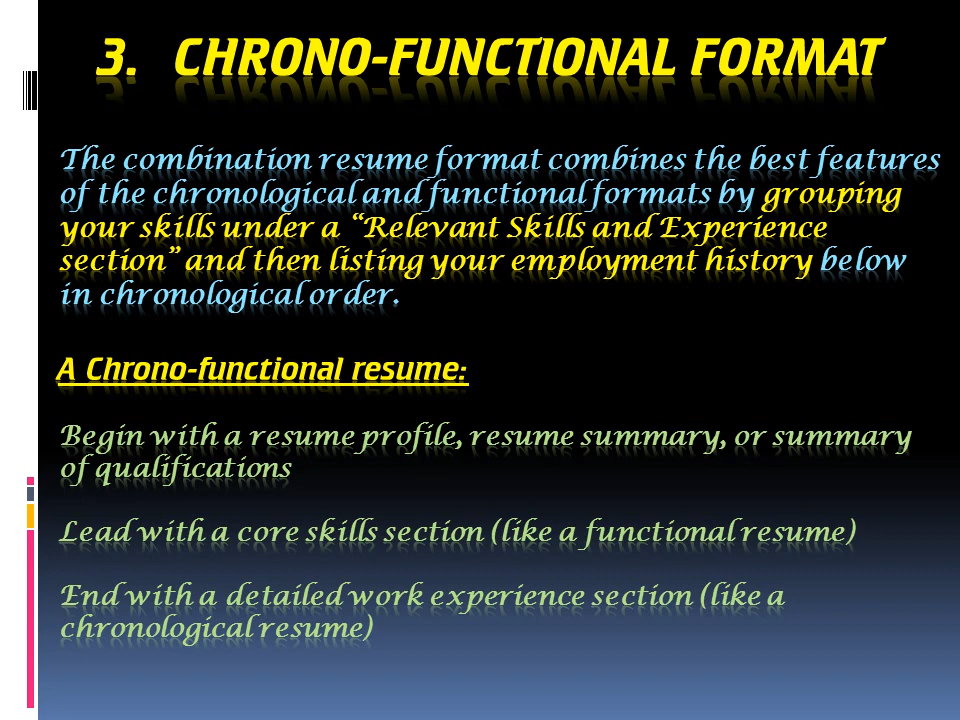 3. CHRONO-FUNCTIONAL FORMAT
The combination resume format combines the best features
of the chronological and functional formats by grouping
your skills under a “Relevant Skills and Experience
section” and then listing your employment history below
in chronological order.
A Chrono-functional resume:
Begin with a resume profile, resume summary, or summary
of qualifications
Lead with a core skills section (like a functional resume)
End with a detailed work experience section (like a
chronological resume)